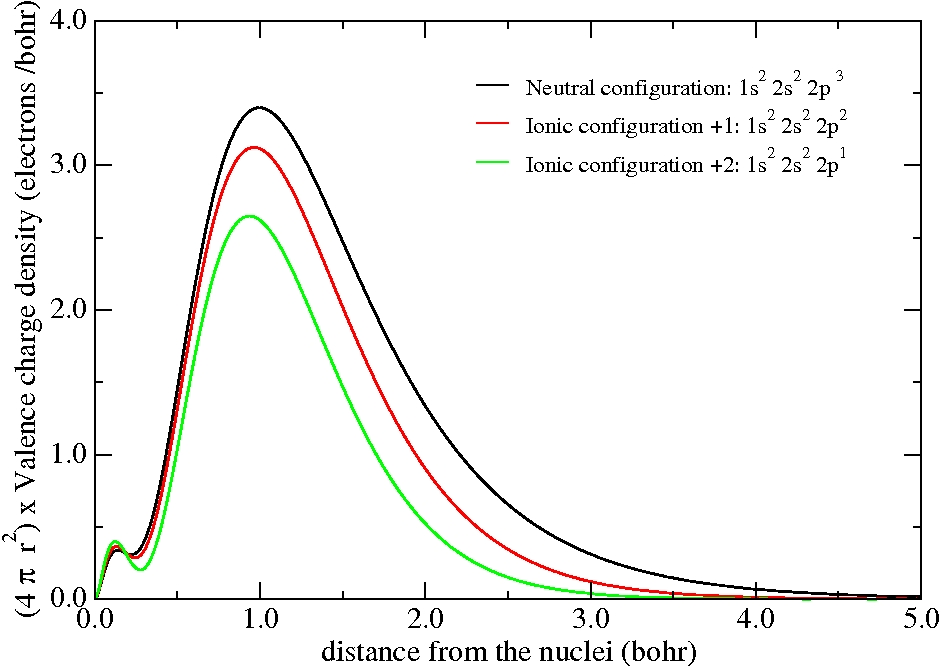 (4 π r²) x Valence charge density (electrons /bohr)
4.0
3.0
2.0
1.0
0.0
Neutral configuration: 1s² 2s² 2p³
Ionic configuration +1: 1s² 2s² 2p²
Ionic configuration +2: 1s² 2s² 2p¹
0.0 1.0 2.0 3.0 4.0 5.0
distance from the nuclei (bohr)